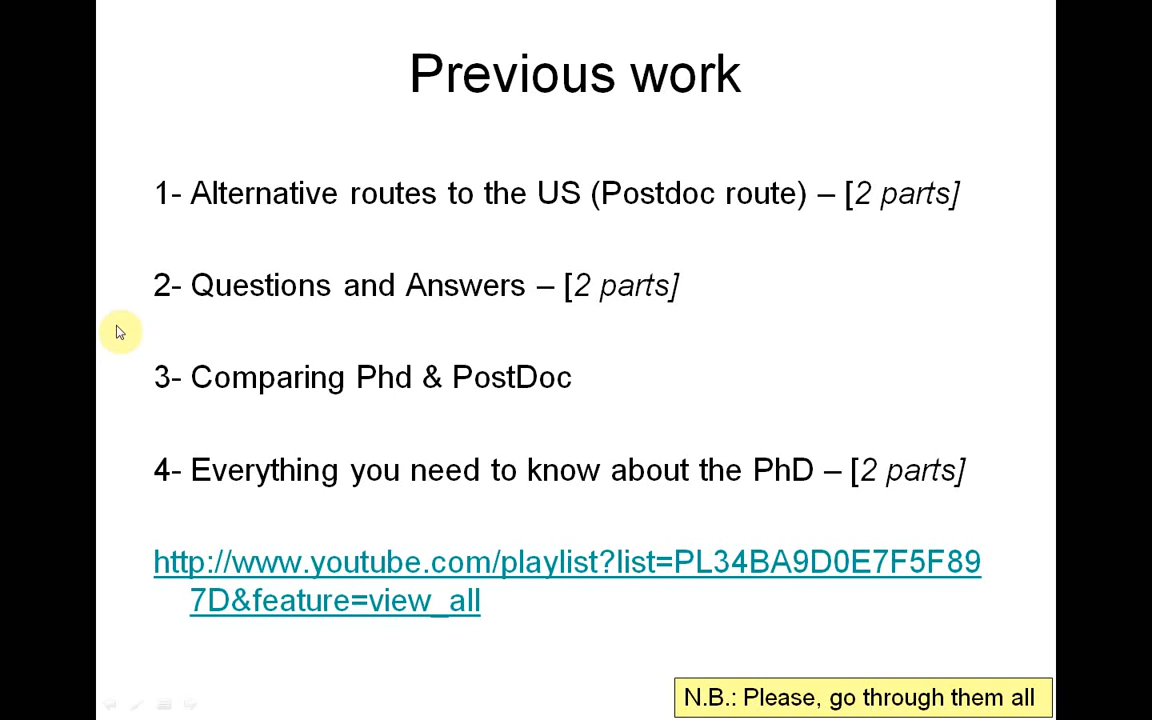 Previous work
1- Alternative routes to the US (Postdoc route) – [2 parts]
2- Questions and Answers – [2 parts]
3- Comparing Phd & PostDoc
4- Everything you need to know about the PhD – [2 parts]
http://www.youtube.com/playlist?list=PL34BA9D0E7F5F89
7D&feature=view_all
N.B.: Please, go through them all